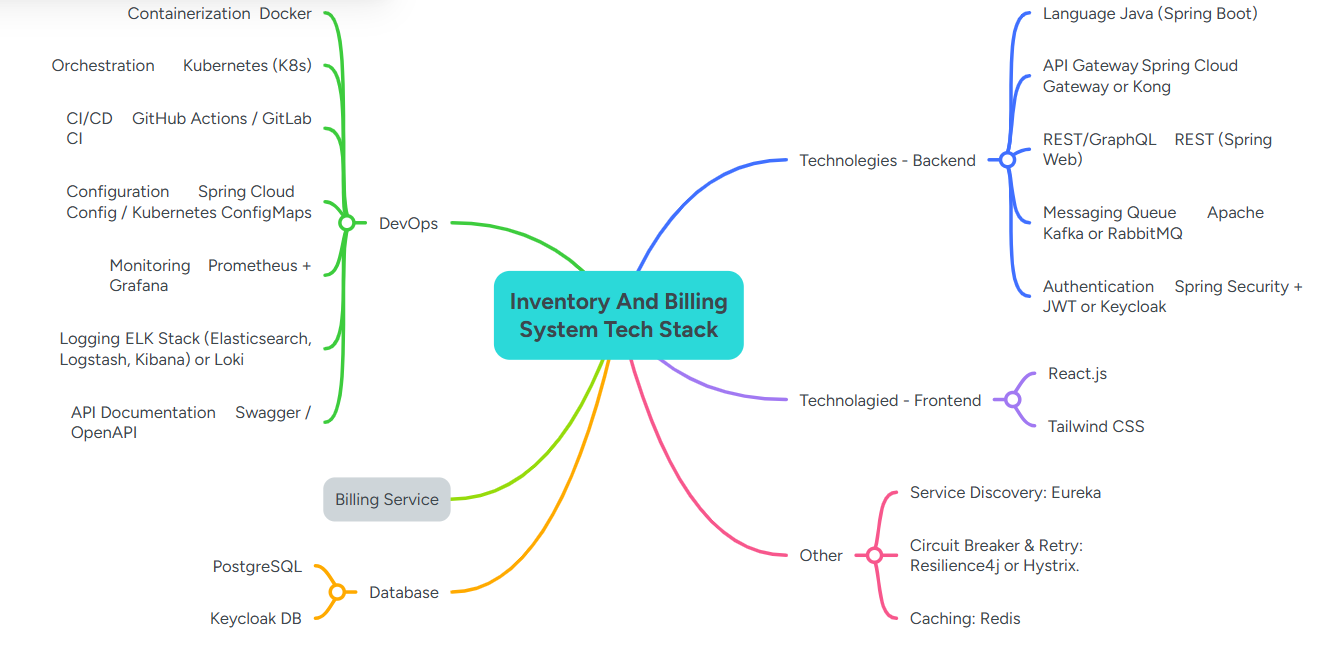 Containerization  Docker
Orchestration  Kubernetes (K8s)
CI/CD  GitHub Actions / GitLab
CI
Configuration  Spring Cloud
Config / Kubernetes ConfigMaps
Monitoring  Prometheus +
Grafana
Logging ELK Stack (Elasticsearch,
Logstash, Kibana) or Loki
API Documentation  Swagger /
OpenAPI
DevOps
Billing Service
PostgreSQL
Keycloak DB
Database
Inventory And Billing
System Tech Stack
Technolegies - Backend
Language Java (Spring Boot)
API Gateway Spring Cloud
Gateway or Kong
REST/GraphQL  REST (Spring
Web)
Messaging Queue  Apache
Kafka or RabbitMQ
Authentication  Spring Security +
JWT or Keycloak
Technolagied - Frontend
React.js
Tailwind CSS
Other
Service Discovery: Eureka
Circuit Breaker & Retry:
Resilience4j or Hystrix.
Caching: Redis